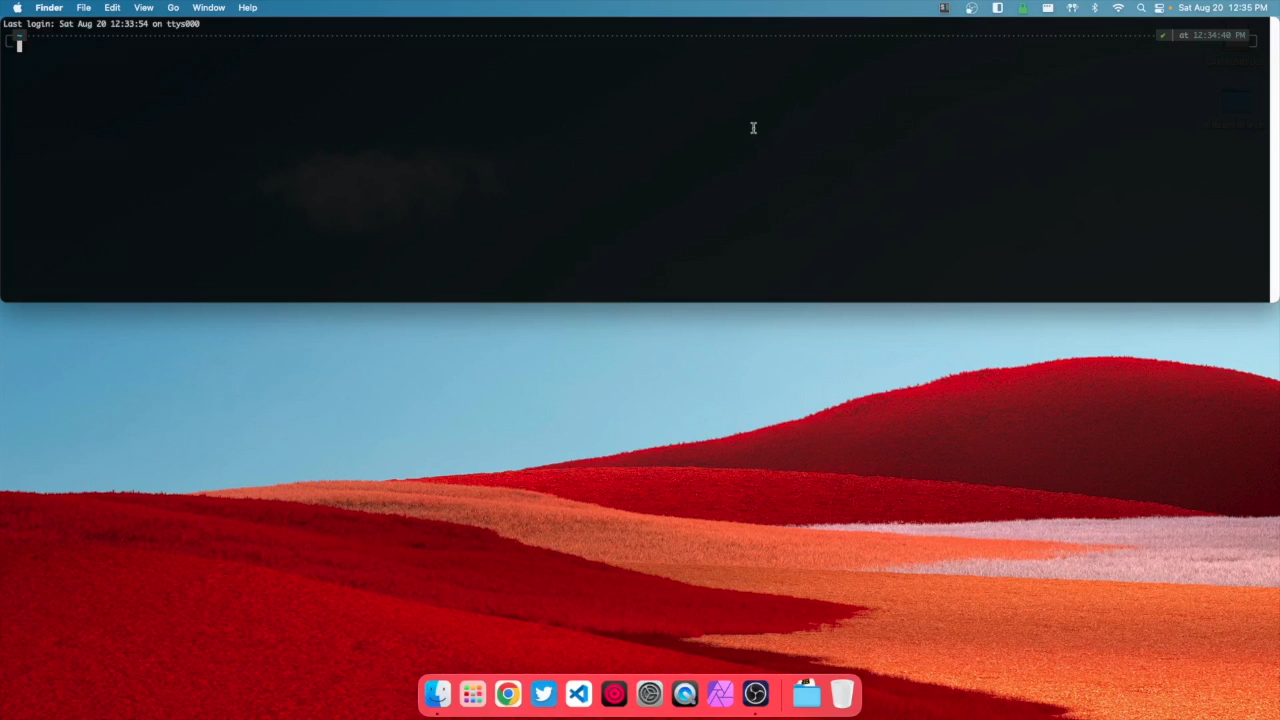 Finder File Edit View Go Window Help Sat Aug 20 12:35 PM
Last login: Sat Aug 20 12:33:54 on ttys000
~ ✔ at 12:34:40 PM